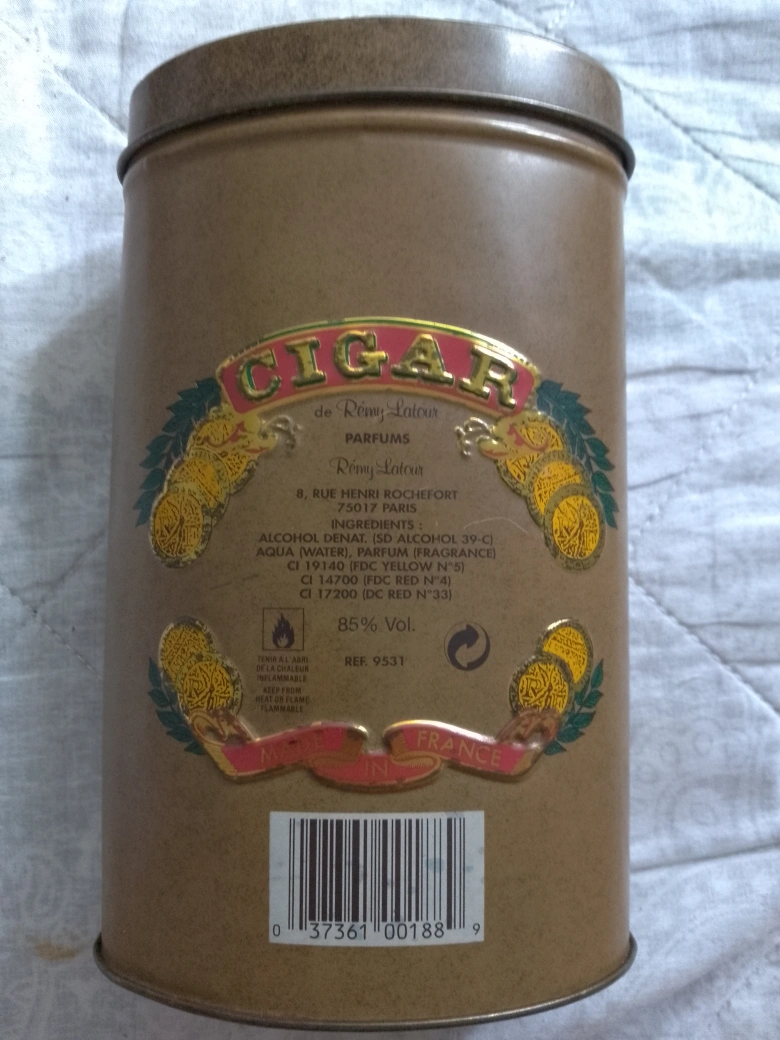 CIGAR
de Rémy Latour
PARFUMS
Rémy Latour
8, RUE HENRI ROCHEFORT
75017 PARIS
INGREDIENTS :
ALCOHOL DENAT. (SD ALCOHOL 39-C)
AQUA (WATER), PARFUM (FRAGRANCE)
CI 19140 (FDC YELLOW N°5)
CI 14700 (FDC RED N°4)
CI 17200 (DC RED N°33)
85% Vol.
REF. 9531
TENIR A L'ABRI
DE LA CHALEUR
INFLAMMABLE
KEEP FROM
HEAT OR FLAME
FLAMMABLE
MADE IN FRANCE
0 37361 00188 9